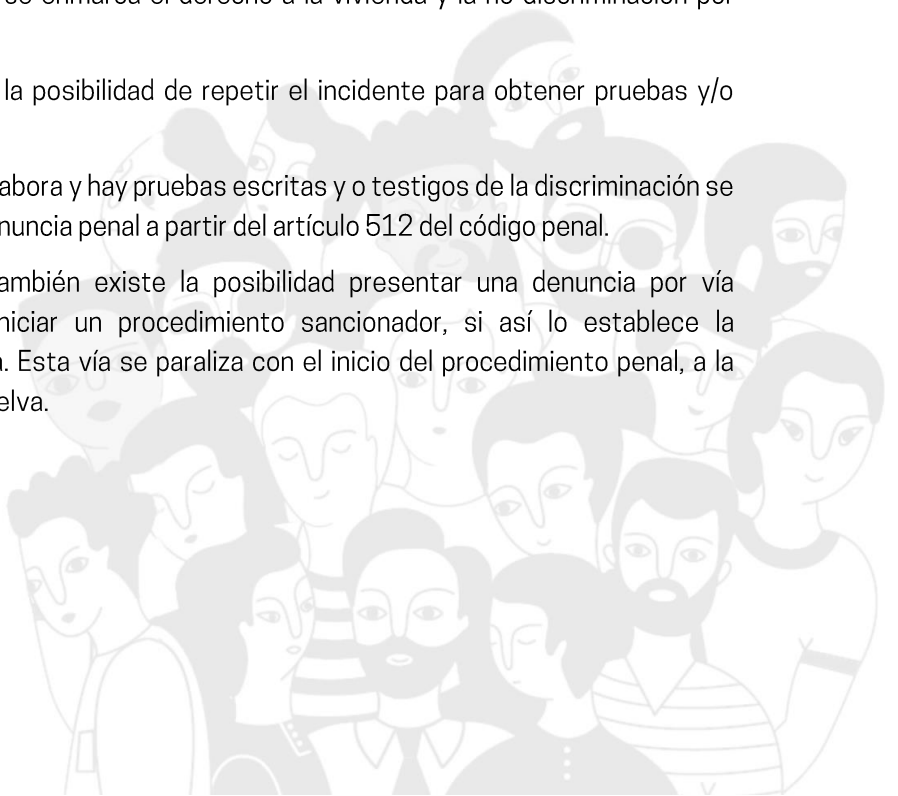 se enmarca el derecho a la vivienda y la no discriminación por
la posibilidad de repetir el incidente para obtener pruebas y/o
abora y hay pruebas escritas y o testigos de la discriminación se
nuncia penal a partir del artículo 512 del código penal.
ambién existe la posibilidad presentar una denuncia por vía
niciar un procedimiento sancionador, si así lo establece la
a. Esta vía se paraliza con el inicio del procedimiento penal, a la
elva.